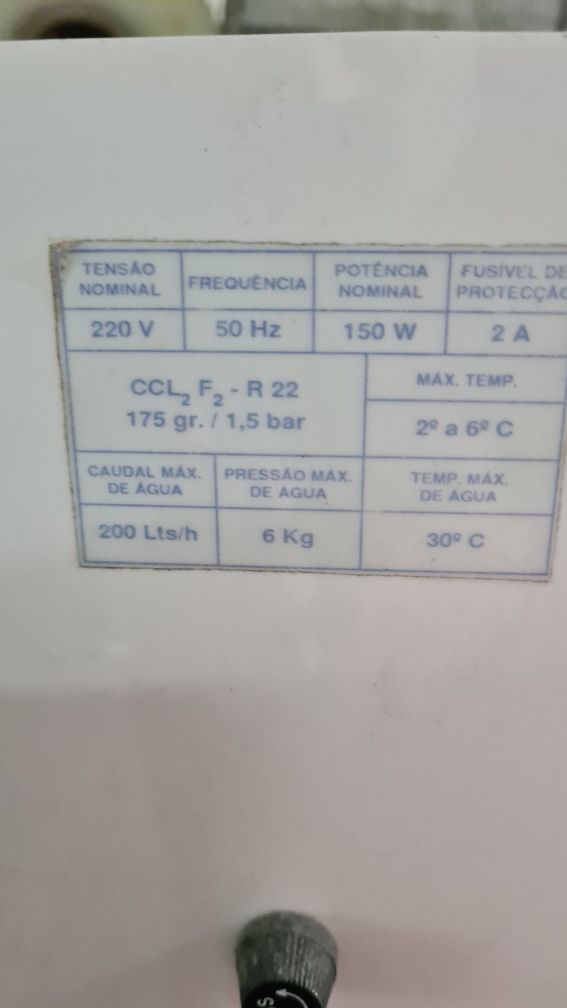 TENSÃO
NOMINAL
FREQUÊNCIA
POTÊNCIA
NOMINAL
FUSÍVEL DE
PROTECÇÃO
220 V
50 Hz
150 W
2 A
CCL2 F2 - R 22
175 gr. / 1,5 bar
MÁX. TEMP.
2º a 6º C
CAUDAL MÁX.
DE ÁGUA
PRESSÃO MÁX.
DE ÁGUA
TEMP. MÁX.
DE ÁGUA
200 Lts/h
6 Kg
30º C